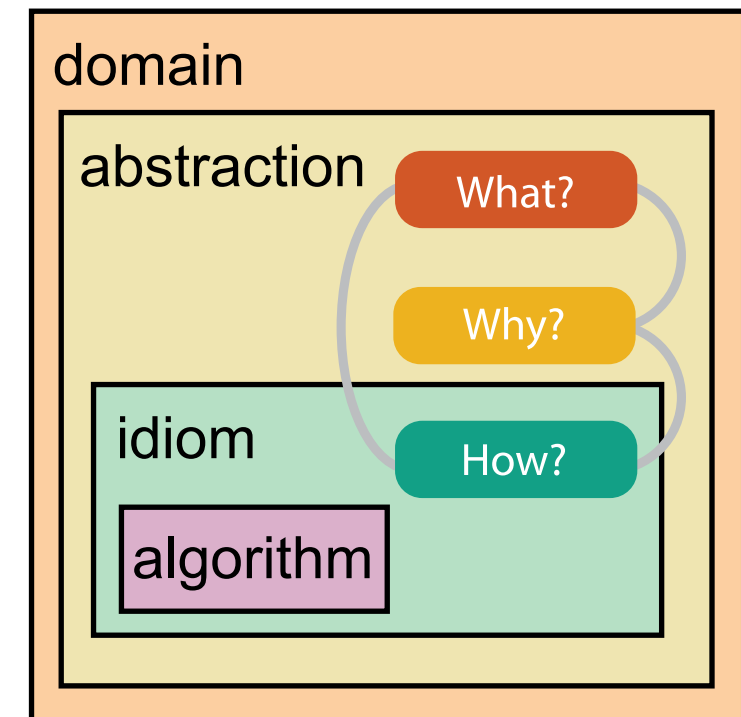 domain
abstraction
What?
Why?
idiom
How?
algorithm